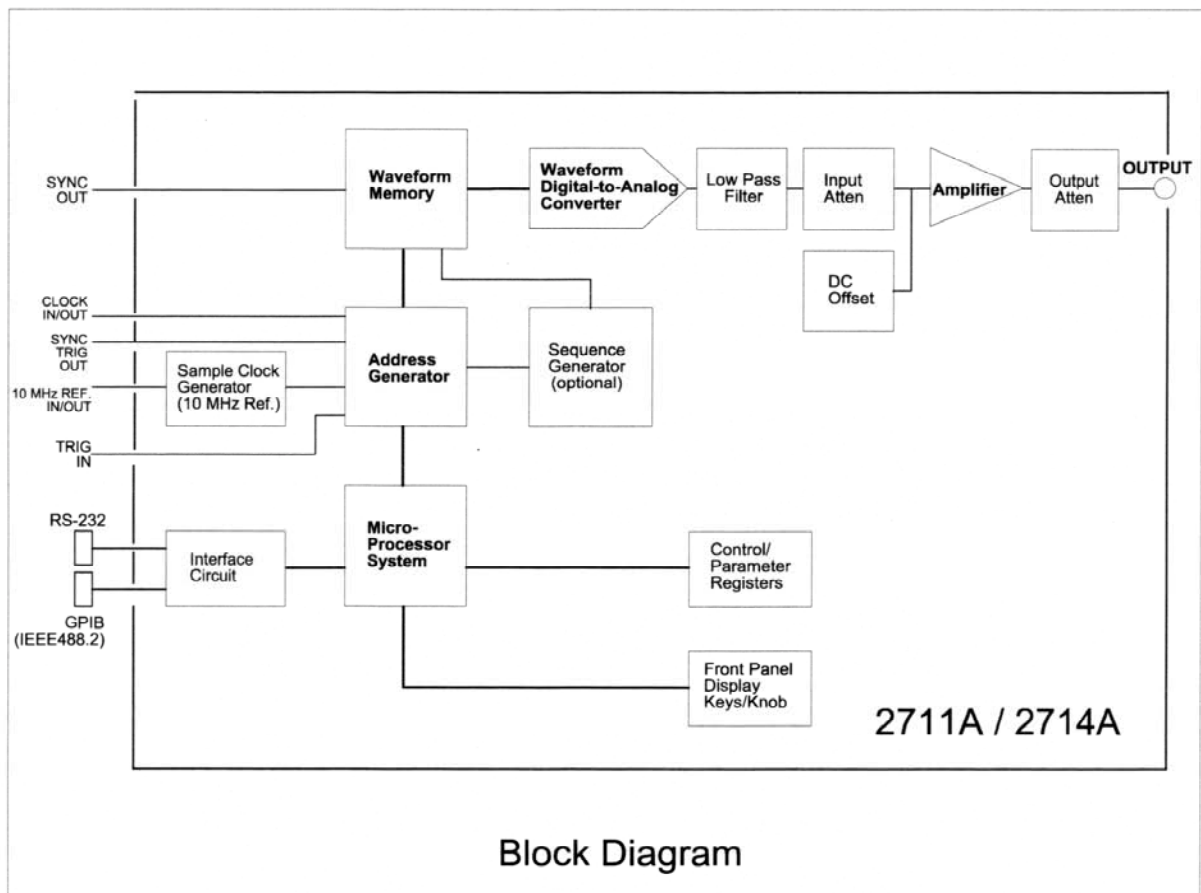 SYNC
OUT
Waveform
Memory
Waveform
Digital-to-Analog
Converter
Low Pass
Filter
Input
Atten
Amplifier
Output
Atten
OUTPUT
DC
Offset
CLOCK
IN/OUT
SYNC
TRIG
OUT
10 MHz REF.
IN/OUT
Sample Clock
Generator
(10 MHz Ref.)
Address
Generator
Sequence
Generator
(optional)
TRIG
IN
RS-232
GPIB
(IEEE488.2)
Interface
Circuit
Micro-
Processor
System
Control/
Parameter
Registers
Front Panel
Display
Keys/Knob
2711A / 2714A
Block Diagram